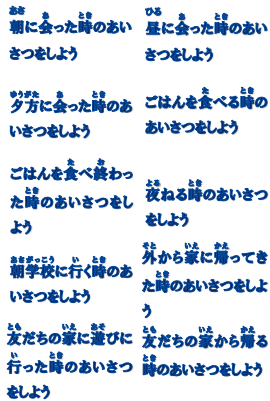 朝に会った時のあい
さつをしよう
昼に会った時のあい
さつをしよう
夕方に会った時のあ
いさつをしよう
ごはんを食べる時の
あいさつをしよう
ごはんを食べ終わっ
た時のあいさつをし
よう
夜ねる時のあいさつ
をしよう
朝学校に行く時のあ
いさつをしよう
外から家に帰ってき
た時のあいさつをしよ
う
友だちの家に遊びに
行った時のあいさつ
をしよう
友だちの家から帰る
時のあいさつをしよう